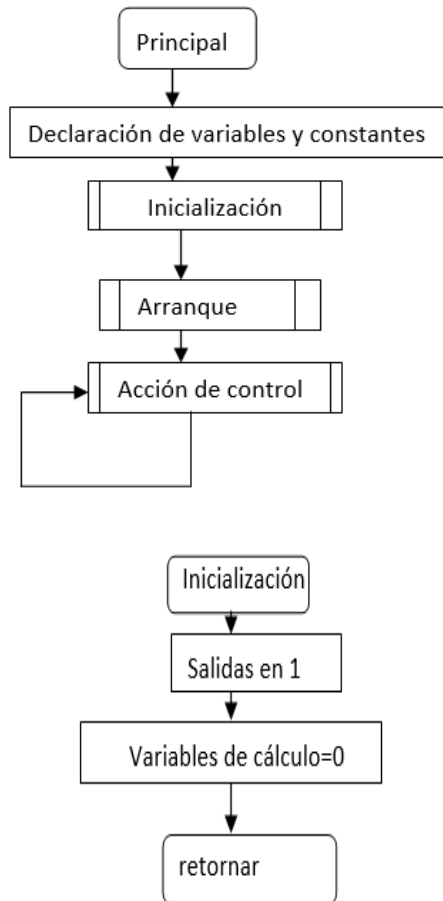 Principal
Declaración de variables y constantes
Inicialización
Arranque
Acción de control
Inicialización
Salidas en 1
Variables de cálculo=0
retornar